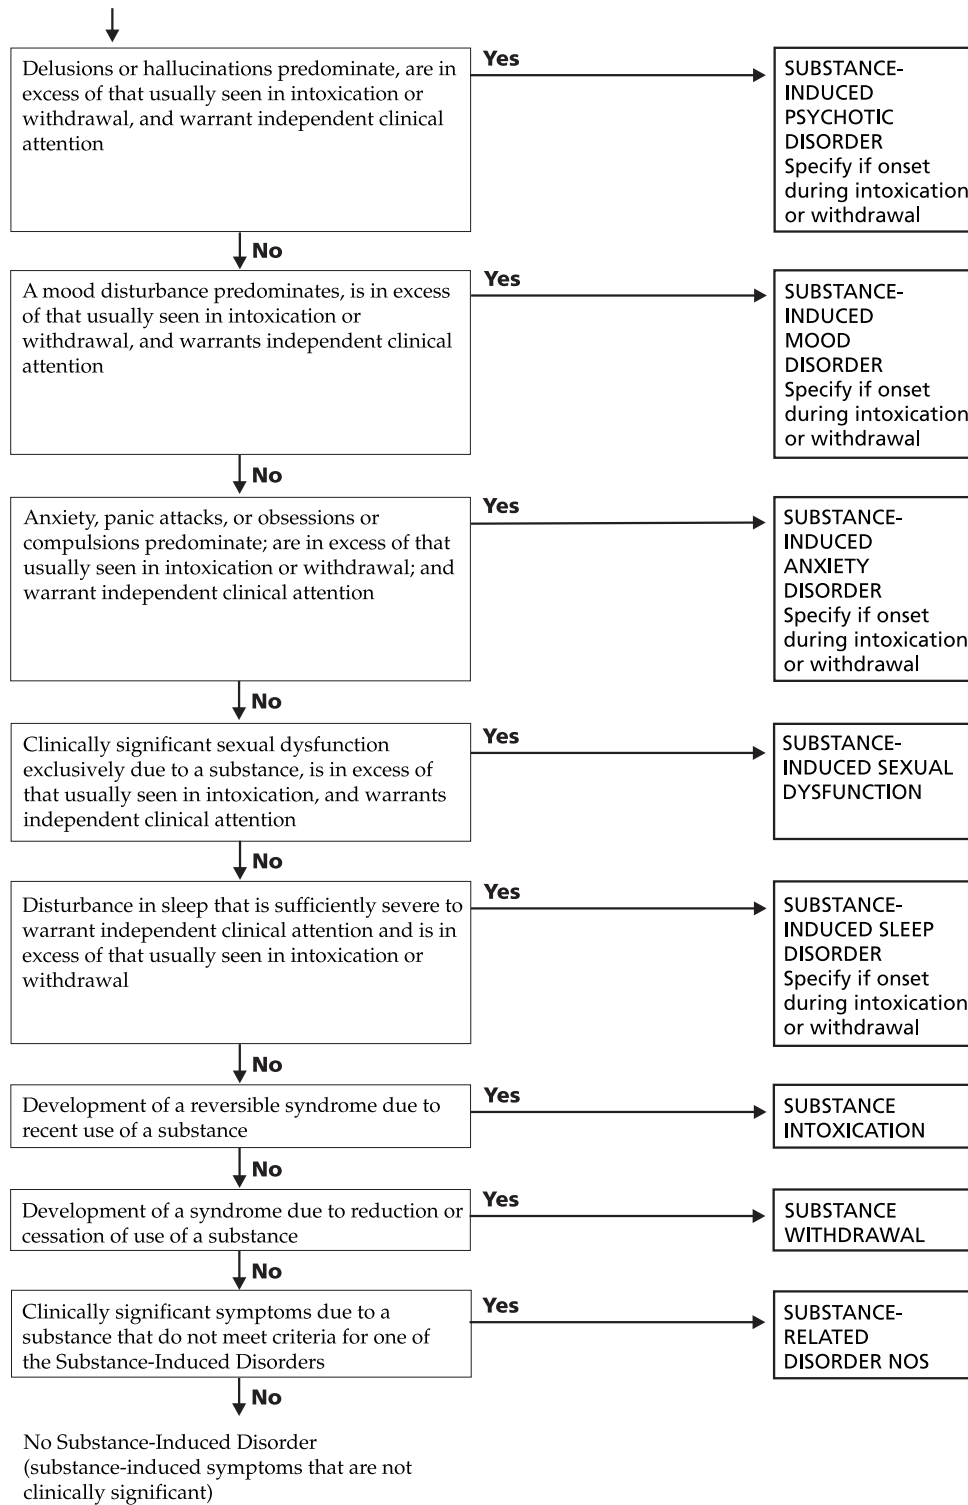 Delusions or hallucinations predominate, are in
excess of that usually seen in intoxication or
withdrawal, and warrant independent clinical
attention
Yes
SUBSTANCE-
INDUCED
PSYCHOTIC
DISORDER
Specify if onset
during intoxication
or withdrawal
No
A mood disturbance predominates, is in excess
of that usually seen in intoxication or
withdrawal, and warrants independent clinical
attention
Yes
SUBSTANCE-
INDUCED
MOOD
DISORDER
Specify if onset
during intoxication
or withdrawal
No
Anxiety, panic attacks, or obsessions or
compulsions predominate; are in excess of that
usually seen in intoxication or withdrawal; and
warrant independent clinical attention
Yes
SUBSTANCE-
INDUCED
ANXIETY
DISORDER
Specify if onset
during intoxication
or withdrawal
No
Clinically significant sexual dysfunction
exclusively due to a substance, is in excess of
that usually seen in intoxication, and warrants
independent clinical attention
Yes
SUBSTANCE-
INDUCED SEXUAL
DYSFUNCTION
No
Disturbance in sleep that is sufficiently severe to
warrant independent clinical attention and is in
excess of that usually seen in intoxication or
withdrawal
Yes
SUBSTANCE-
INDUCED SLEEP
DISORDER
Specify if onset
during intoxication
or withdrawal
No
Development of a reversible syndrome due to
recent use of a substance
Yes
SUBSTANCE
INTOXICATION
No
Development of a syndrome due to reduction or
cessation of use of a substance
Yes
SUBSTANCE
WITHDRAWAL
No
Clinically significant symptoms due to a
substance that do not meet criteria for one of
the Substance-Induced Disorders
Yes
SUBSTANCE-
RELATED
DISORDER NOS
No
No Substance-Induced Disorder
(substance-induced symptoms that are not
clinically significant)